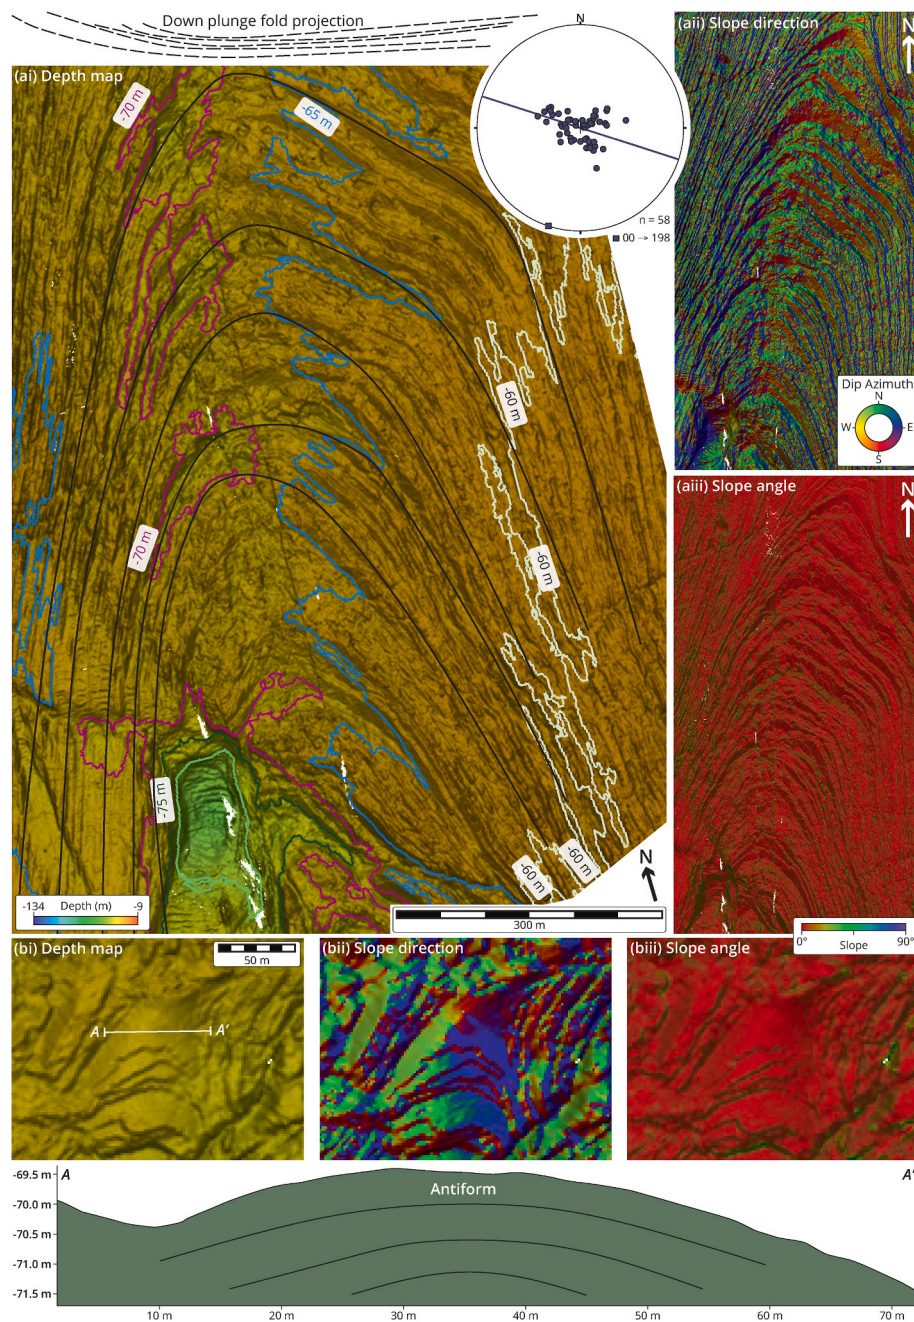 Down plunge fold projection
N
(ai) Depth map
-70 m
-65 m
n = 58
00 → 198
-60 m
-70 m
-60 m
-75 m
-60 m
-60 m
N
-134 Depth (m) -9
300 m
(aii) Slope direction
N
Dip Azimuth
N
W E
S
(aiii) Slope angle
N
0° Slope 90°
(bi) Depth map
50 m
A A′
(bii) Slope direction
(biii) Slope angle
A A′
-69.5 m
-70.0 m
-70.5 m
-71.0 m
-71.5 m
Antiform
10 m 20 m 30 m 40 m 50 m 60 m 70 m